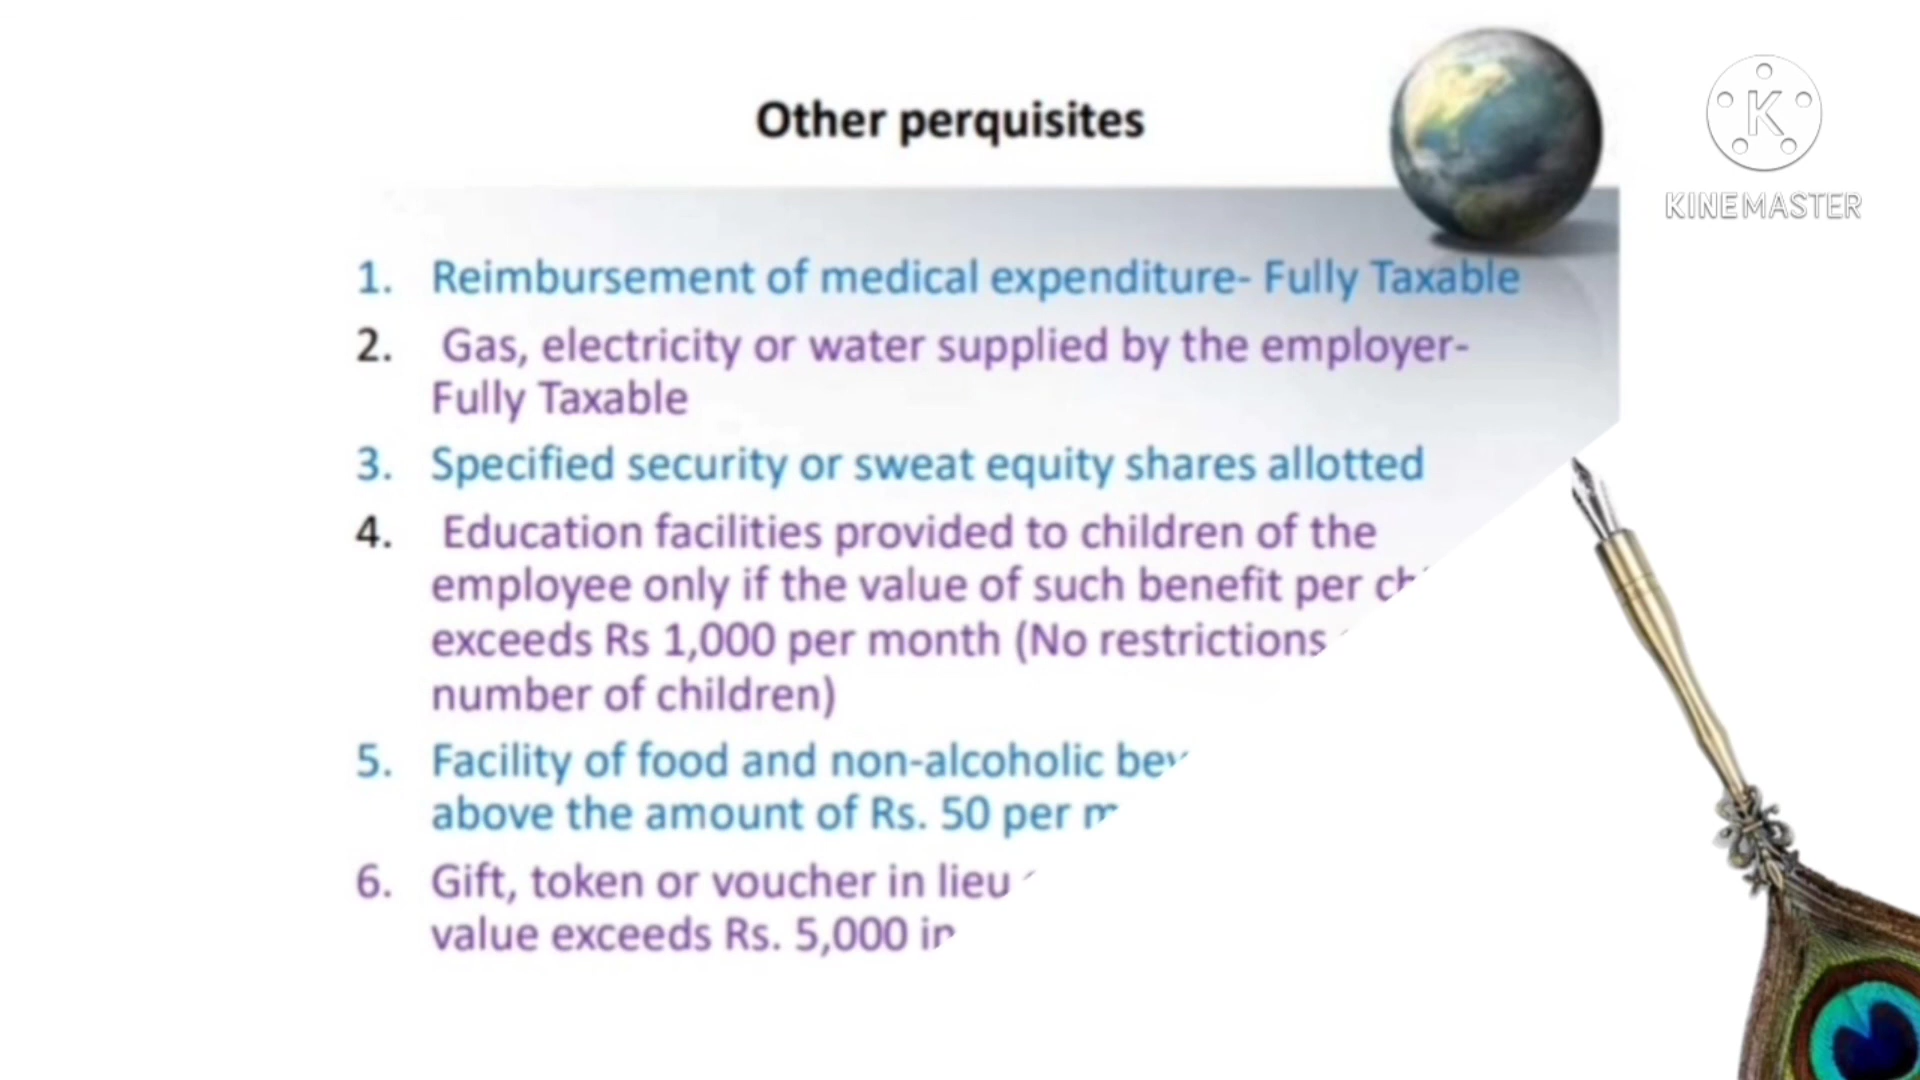 Other perquisites
K
KINEMASTER
1. Reimbursement of medical expenditure- Fully Taxable
2. Gas, electricity or water supplied by the employer-
Fully Taxable
3. Specified security or sweat equity shares allotted
4. Education facilities provided to children of the
employee only if the value of such benefit per
exceeds Rs 1,000 per month (No restrictions
number of children)
5. Facility of food and non-alcoholic
above the amount of Rs. 50 per
6. Gift, token or voucher in lieu
value exceeds Rs. 5,000